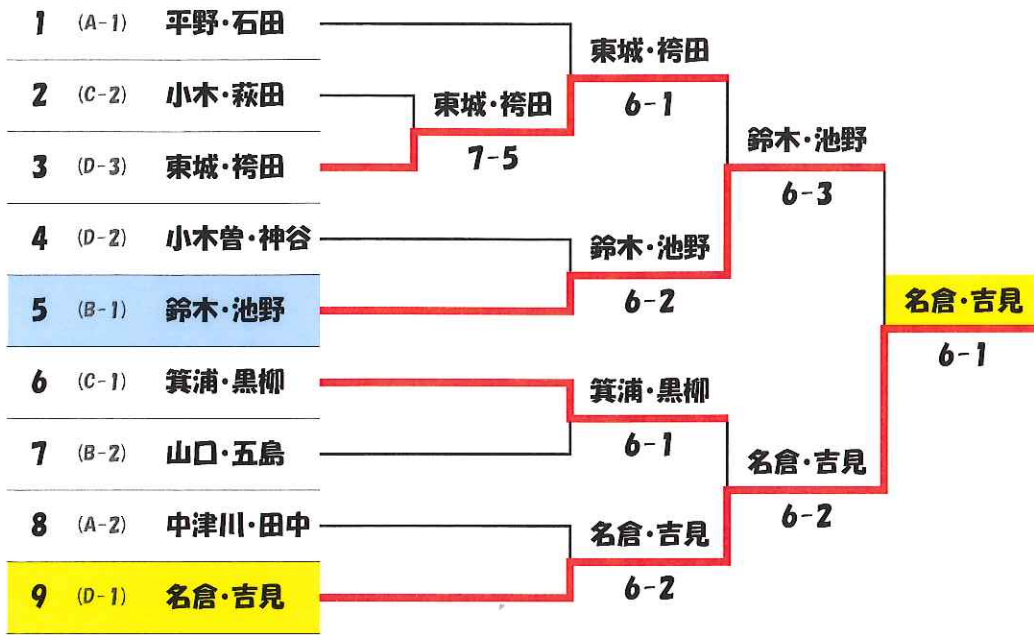 1 (A-1) 平野・石田
2 (C-2) 小木・萩田
3 (D-3) 東城・袴田
4 (D-2) 小木曽・神谷
5 (B-1) 鈴木・池野
6 (C-1) 箕浦・黒柳
7 (B-2) 山口・五島
8 (A-2) 中津川・田中
9 (D-1) 名倉・吉見
東城・袴田
7-5
東城・袴田
6-1
鈴木・池野
6-2
箕浦・黒柳
6-1
名倉・吉見
6-2
鈴木・池野
6-3
名倉・吉見
6-2
名倉・吉見
6-1